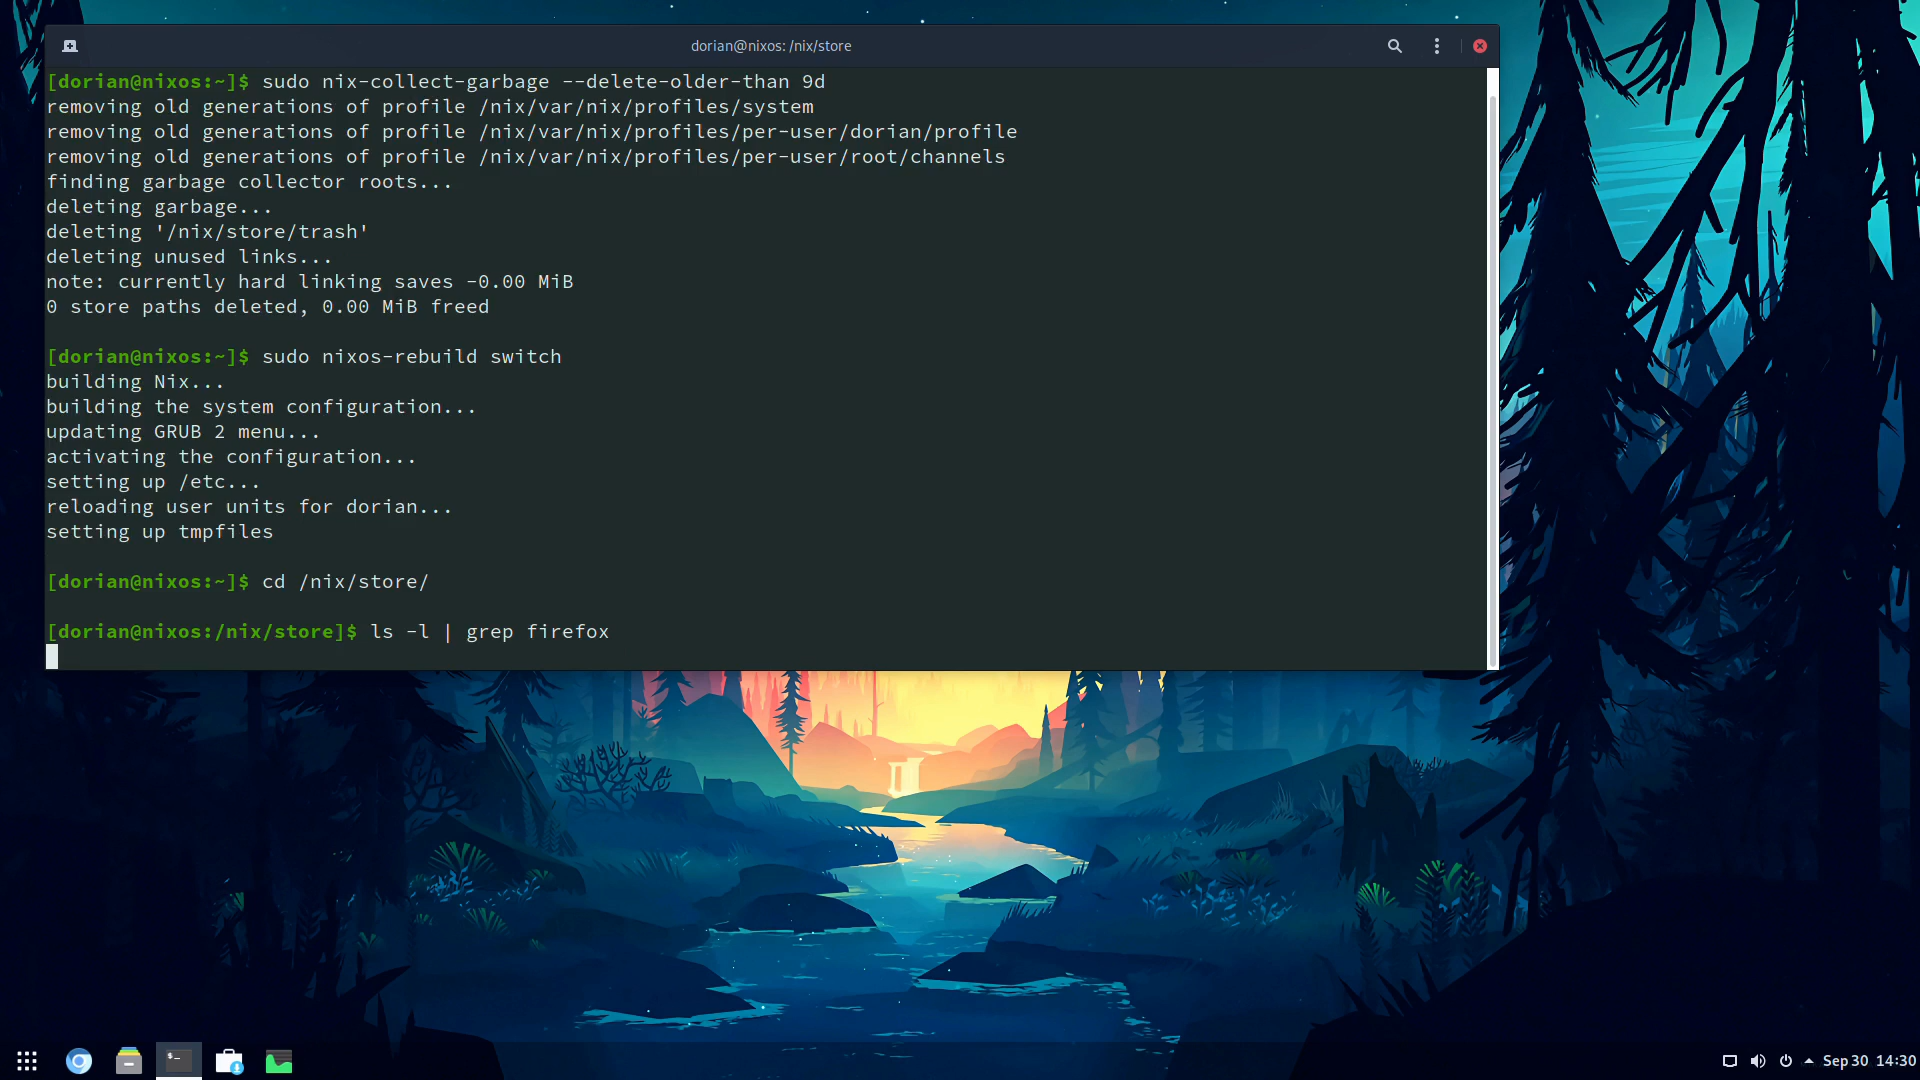 dorian@nixos: /nix/store
[dorian@nixos:~]$ sudo nix-collect-garbage --delete-older-than 9d
removing old generations of profile /nix/var/nix/profiles/system
removing old generations of profile /nix/var/nix/profiles/per-user/dorian/profile
removing old generations of profile /nix/var/nix/profiles/per-user/root/channels
finding garbage collector roots...
deleting garbage...
deleting '/nix/store/trash'
deleting unused links...
note: currently hard linking saves -0.00 MiB
0 store paths deleted, 0.00 MiB freed
[dorian@nixos:~]$ sudo nixos-rebuild switch
building Nix...
building the system configuration...
updating GRUB 2 menu...
activating the configuration...
setting up /etc...
reloading user units for dorian...
setting up tmpfiles
[dorian@nixos:~]$ cd /nix/store/
[dorian@nixos:/nix/store]$ ls -l | grep firefox
$_
Sep 30 14:30